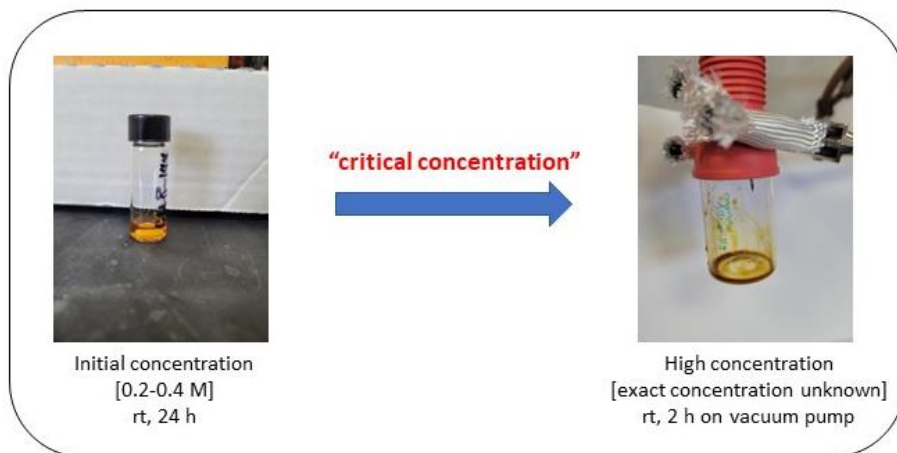 "critical concentration"
Initial concentration
[0.2-0.4 M]
rt, 24 h
High concentration
[exact concentration unknown]
rt, 2 h on vacuum pump